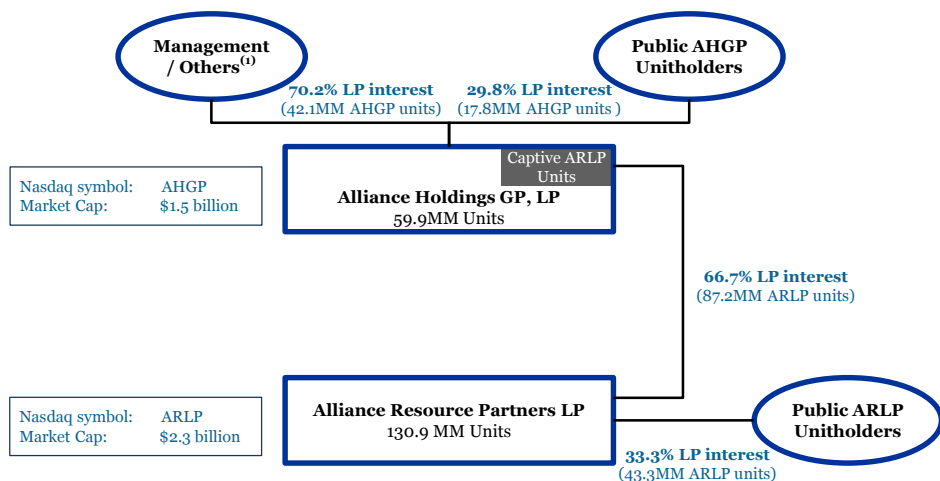 Management
/ Others(1)
Public AHGP
Unitholders
70.2% LP interest
(42.1MM AHGP units)
29.8% LP interest
(17.8MM AHGP units )
Captive ARLP
Units
Nasdaq symbol: AHGP
Market Cap: $1.5 billion
Alliance Holdings GP, LP
59.9MM Units
66.7% LP interest
(87.2MM ARLP units)
Nasdaq symbol: ARLP
Market Cap: $2.3 billion
Alliance Resource Partners LP
130.9 MM Units
Public ARLP
Unitholders
33.3% LP interest
(43.3MM ARLP units)